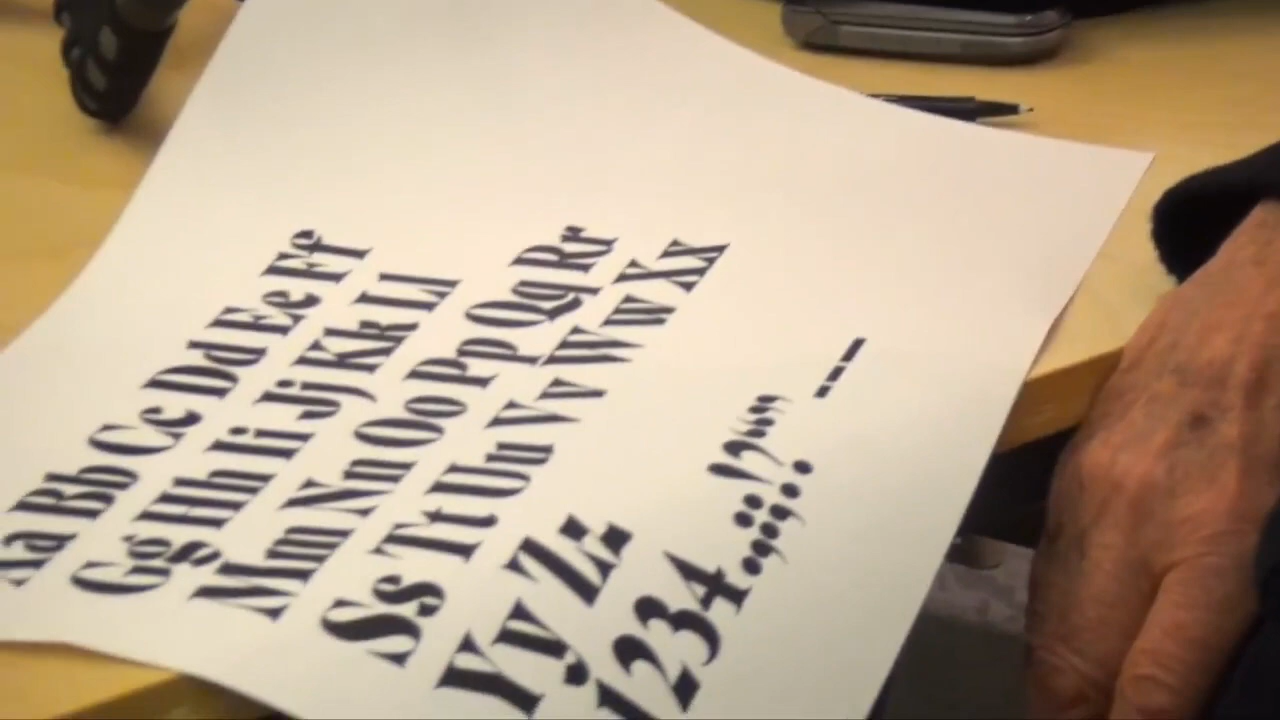 Aa Bb Cc Dd Ee Ff
Gg Hh Ii Jj Kk Ll
Mm Nn Oo Pp Qq Rr
Ss Tt Uu Vv Ww Xx
Yy Zz
1234